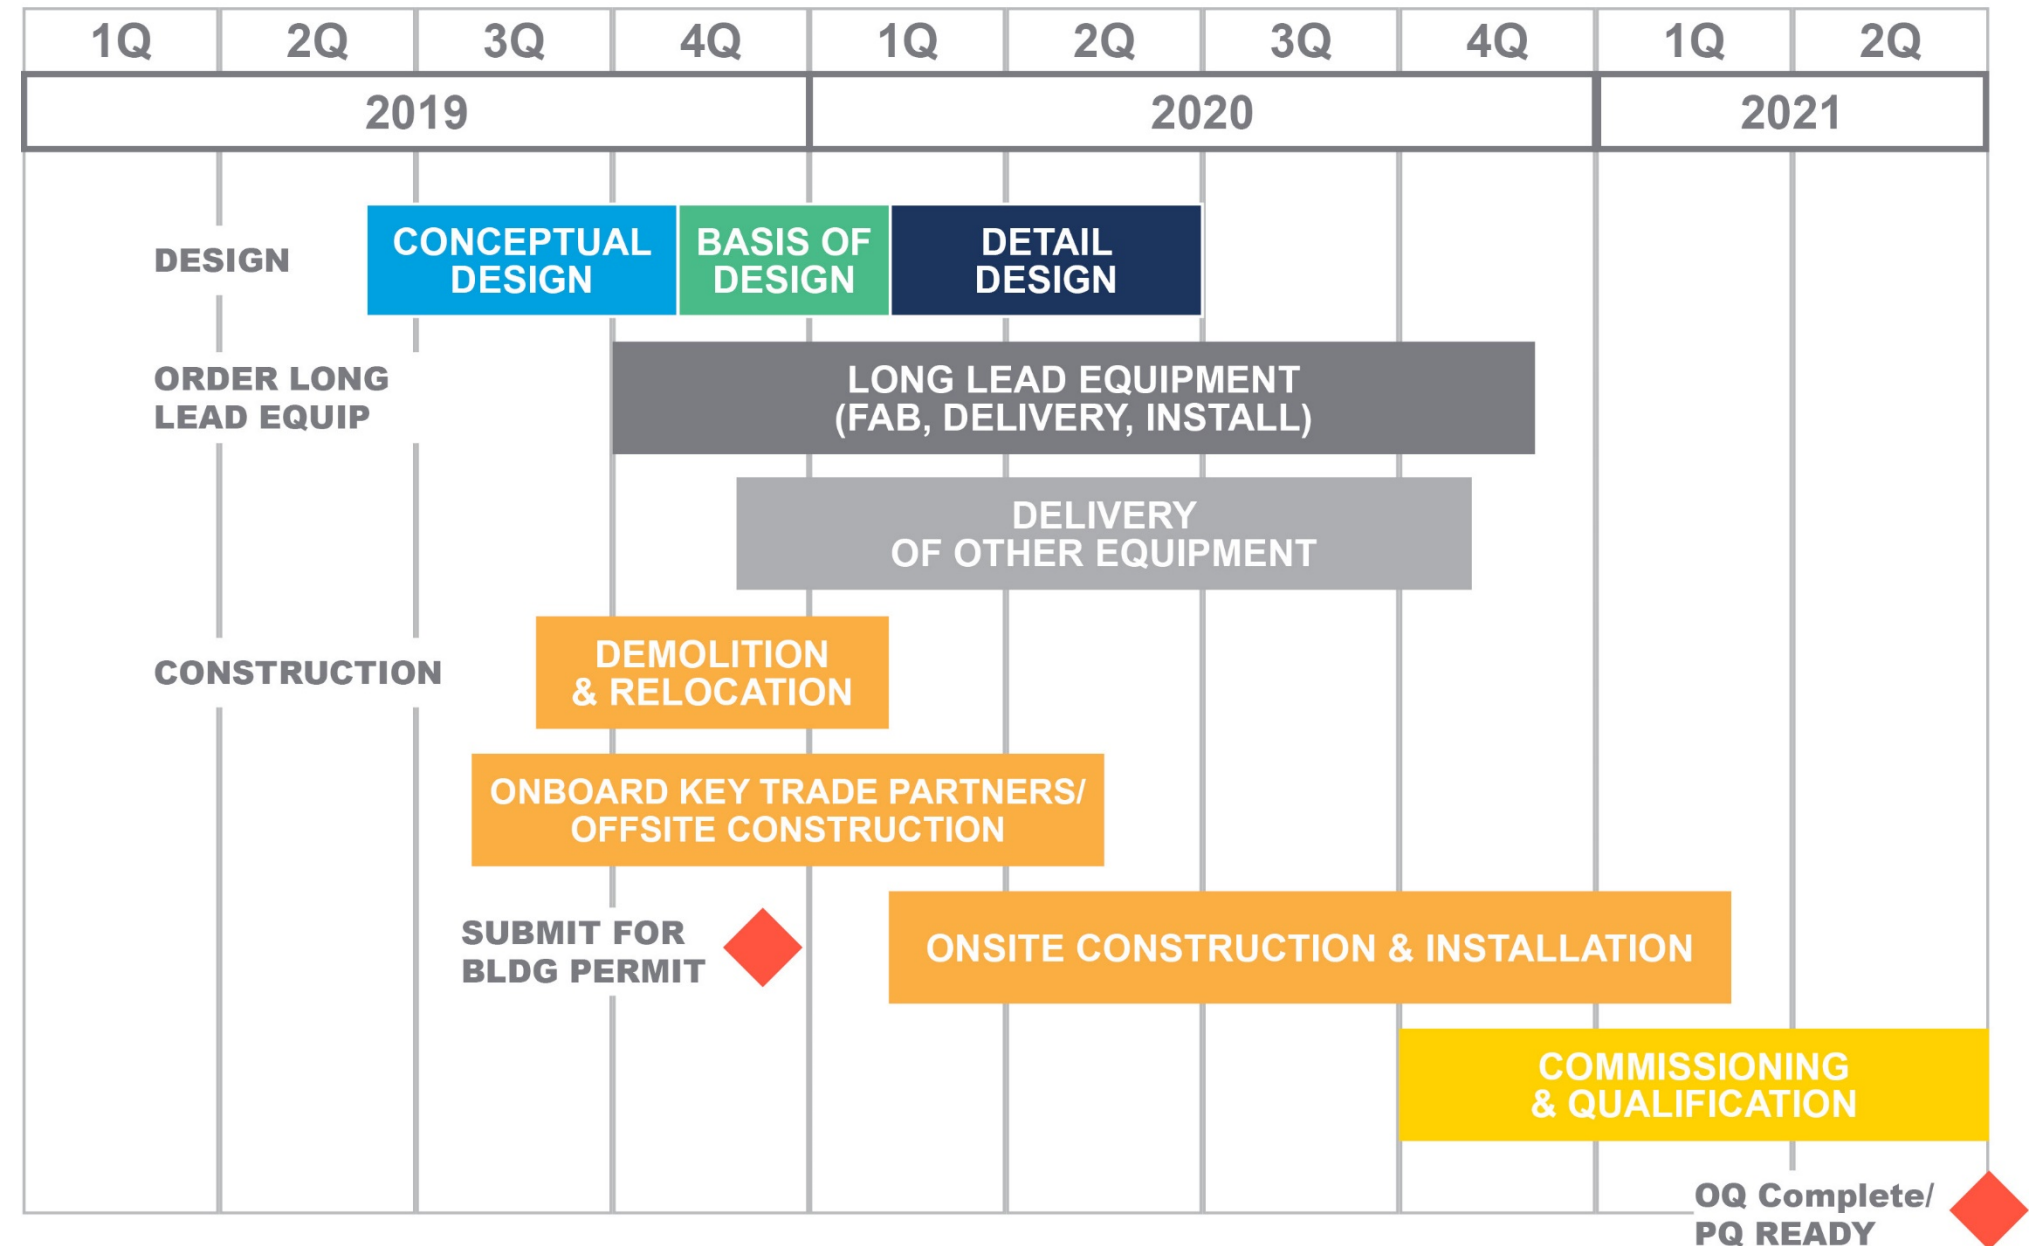 1Q 2Q 3Q 4Q 1Q 2Q 3Q 4Q 1Q 2Q
2019 2020 2021
DESIGN
CONCEPTUAL
DESIGN
BASIS OF
DESIGN
DETAIL
DESIGN
ORDER LONG
LEAD EQUIP
LONG LEAD EQUIPMENT
(FAB, DELIVERY, INSTALL)
DELIVERY
OF OTHER EQUIPMENT
CONSTRUCTION
DEMOLITION
& RELOCATION
ONBOARD KEY TRADE PARTNERS/
OFFSITE CONSTRUCTION
SUBMIT FOR
BLDG PERMIT
ONSITE CONSTRUCTION & INSTALLATION
COMMISSIONING
& QUALIFICATION
OQ Complete/
PQ READY